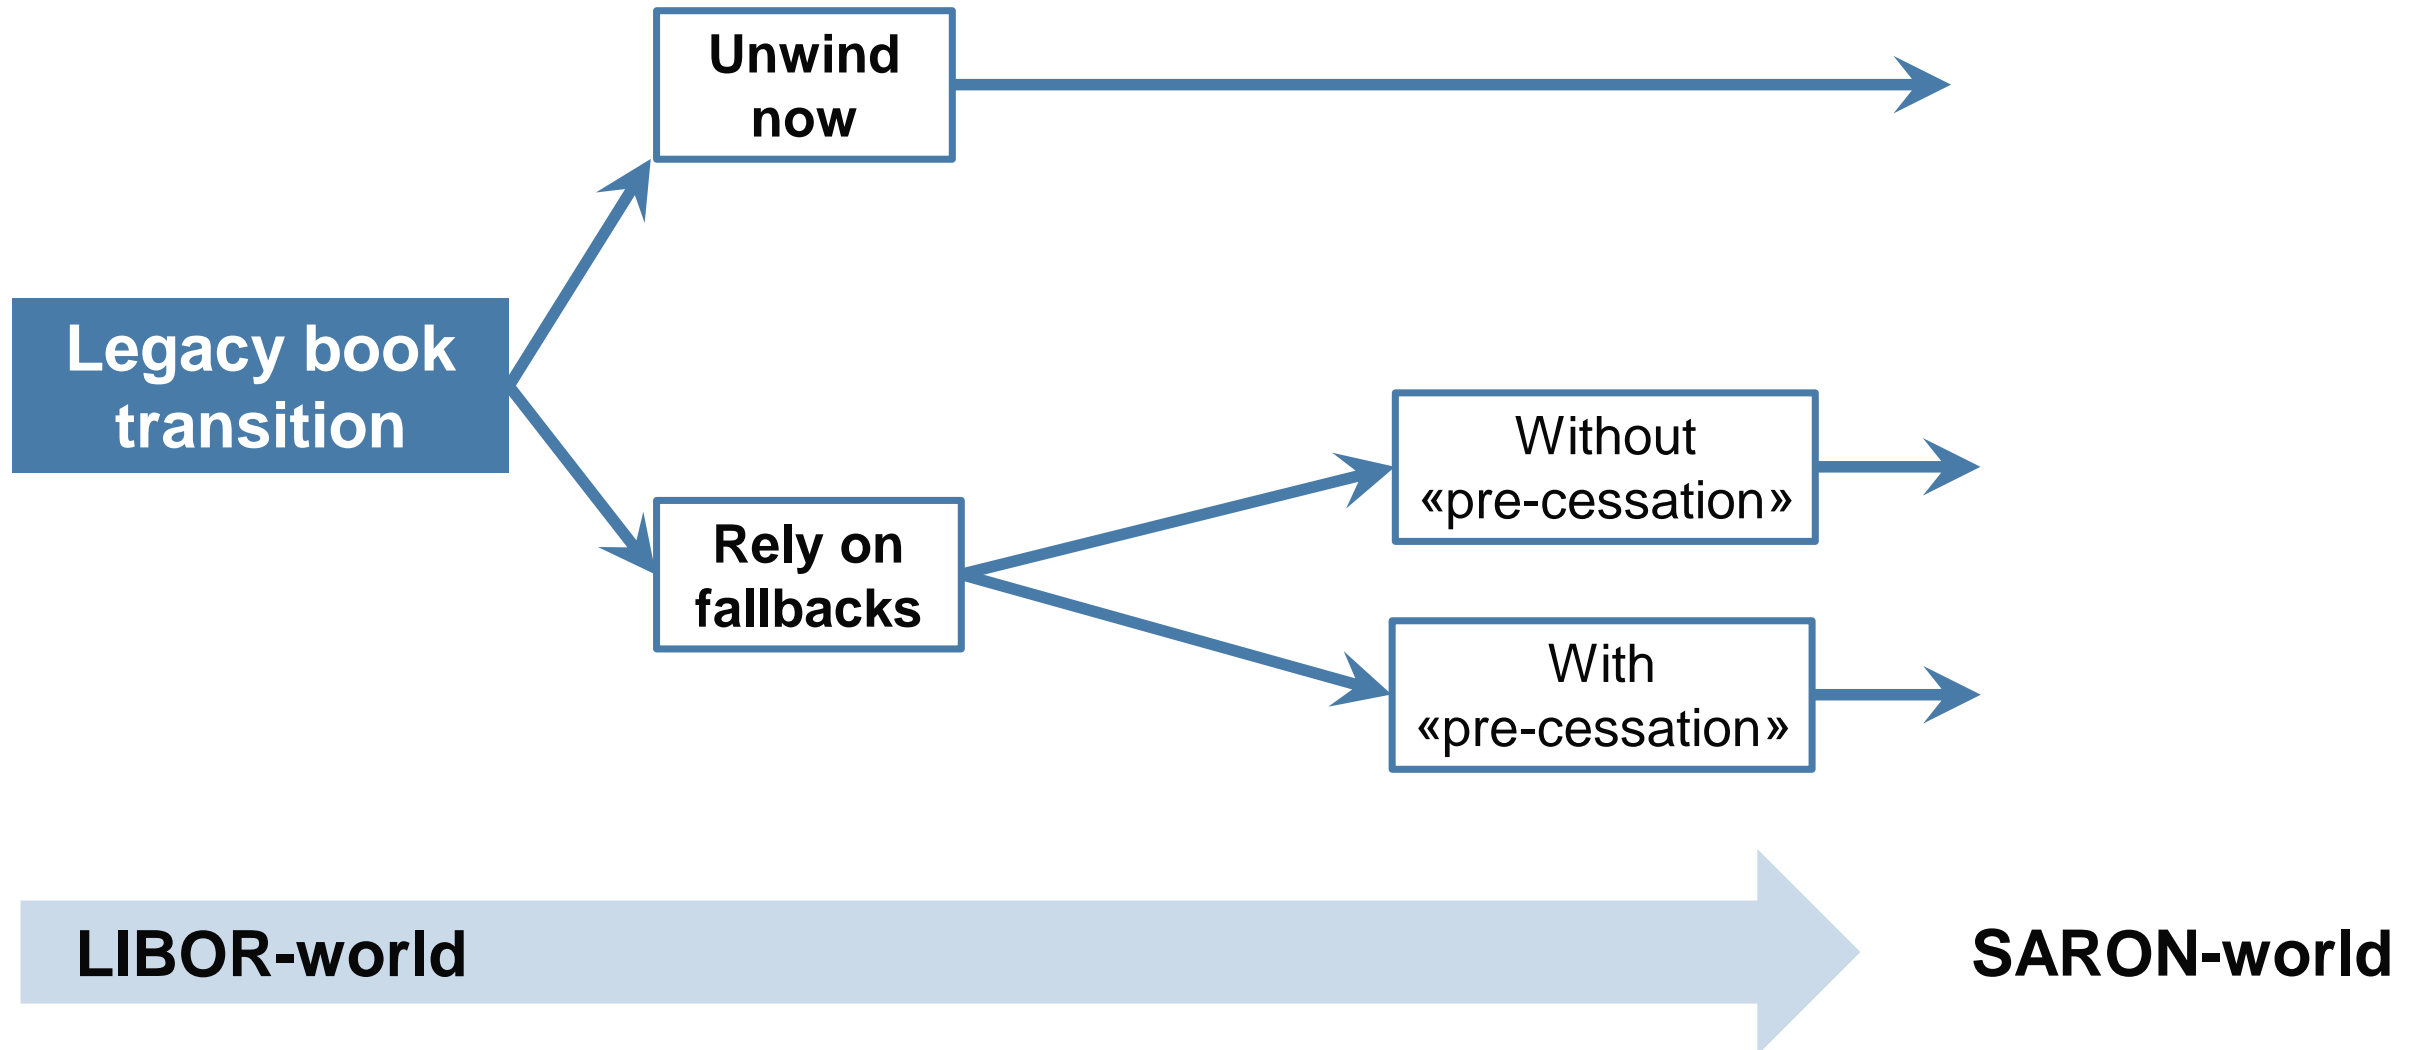 Unwind
now
Legacy book
transition
Rely on
fallbacks
Without
«pre-cessation»
With
«pre-cessation»
LIBOR-world
SARON-world